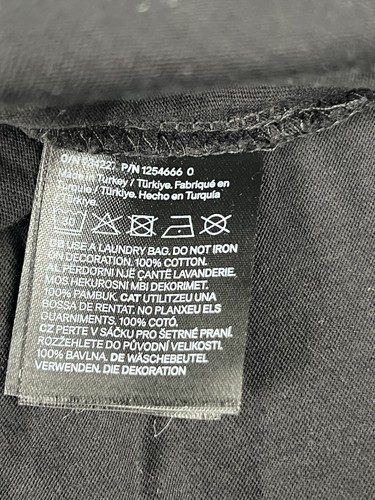 P/N 1254666 0
Made in Turkey / Türkiye. Fabriqué en
Turquie / Türkiye. Hecho en Turquía
Türkiye.
GB USE A LAUNDRY BAG. DO NOT IRON
ON DECORATION. 100% COTTON.
AL PERDORNI NJË ÇANTË LAVANDERIE.
MOS HEKUROSNI MBI DEKORIMET.
100% PAMBUK. CAT UTILITZEU UNA
BOSSA DE RENTAT. NO PLANXEU ELS
GUARNIMENTS. 100% COTÓ.
CZ PERTE V SÁČKU PRO ŠETRNÉ PRANÍ.
ROZŽEHLETE DO PŮVODNÍ VELIKOSTI.
100% BAVLNA. DE WÄSCHEBEUTEL
VERWENDEN. DIE DEKORATION